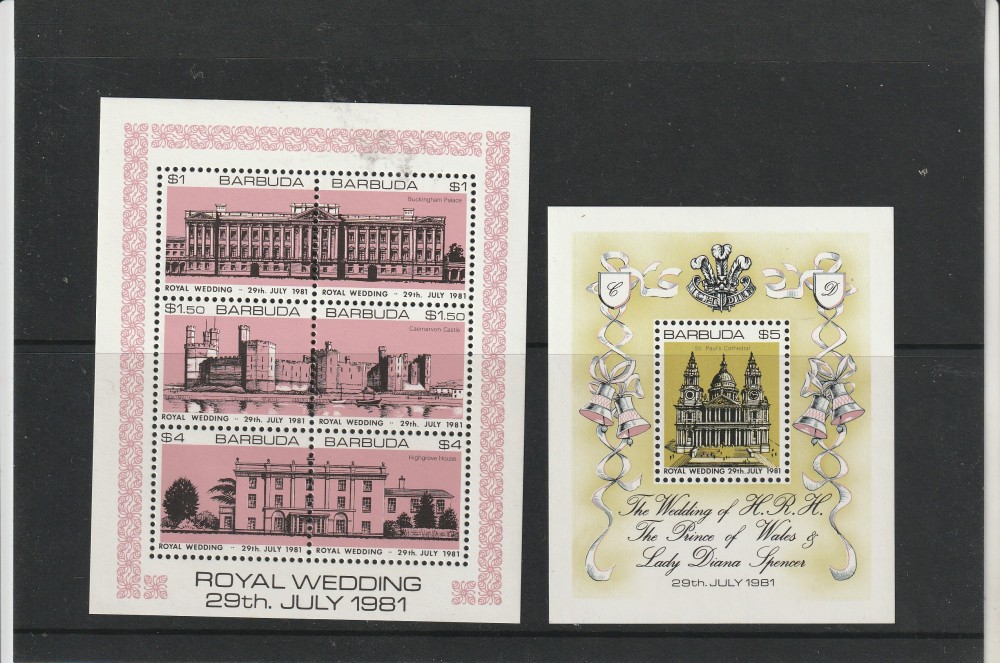 $1 BARBUDA BARBUDA $1
Buckingham Palace
ROYAL WEDDING - 29th. JULY 1981 ROYAL WEDDING - 29th. JULY 1981
$1.50 BARBUDA BARBUDA $1.50
Caernarvon Castle
ROYAL WEDDING - 29th. JULY 1981 ROYAL WEDDING - 29th. JULY 1981
$4 BARBUDA BARBUDA $4
Highgrove House
ROYAL WEDDING - 29th. JULY 1981 ROYAL WEDDING - 29th. JULY 1981
ROYAL WEDDING
29th. JULY 1981
C D
BARBUDA $5
St. Paul's Cathedral
ROYAL WEDDING 29th. JULY 1981
The Wedding of H.R.H.
The Prince of Wales &
Lady Diana Spencer
29th. JULY 1981